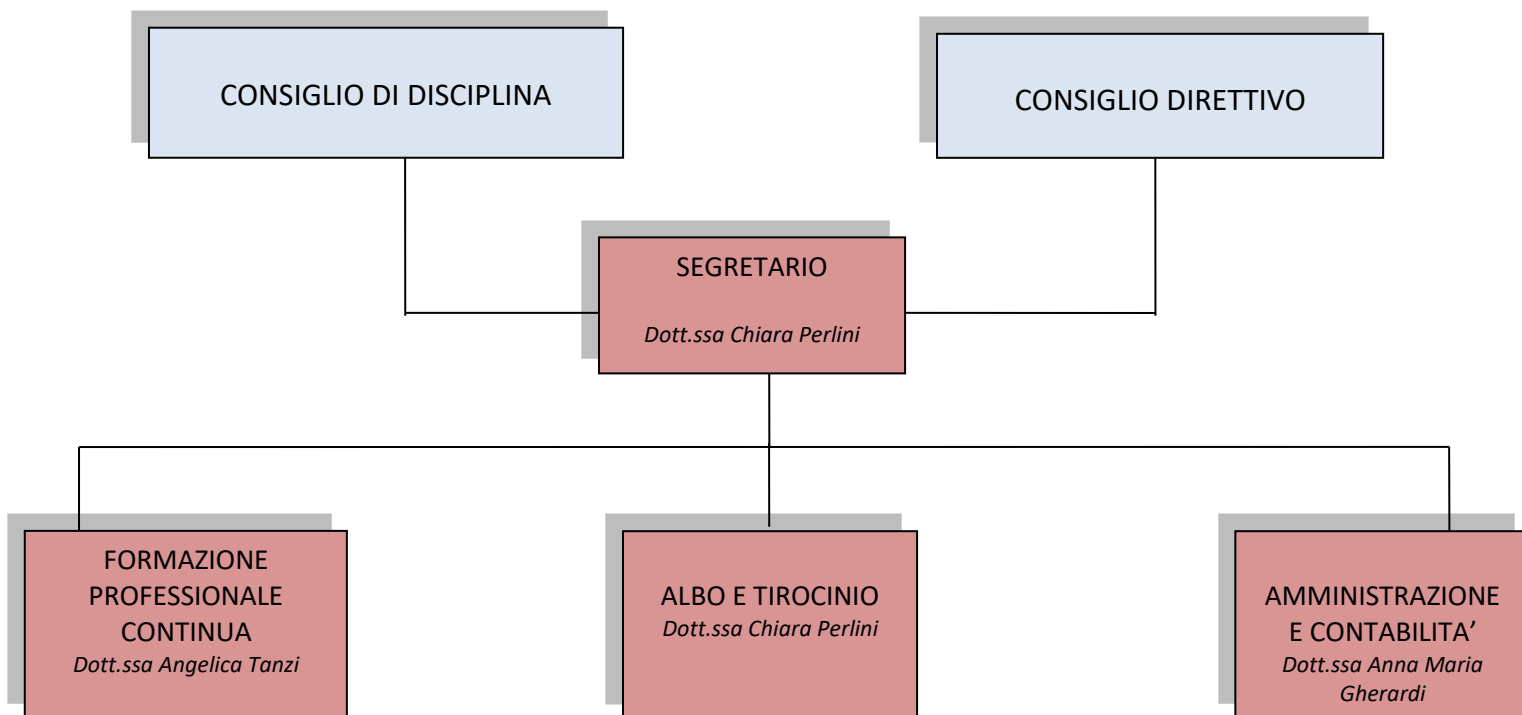 CONSIGLIO DI DISCIPLINA
CONSIGLIO DIRETTIVO
SEGRETARIO
Dott.ssa Chiara Perlini
FORMAZIONE
PROFESSIONALE
CONTINUA
Dott.ssa Angelica Tanzi
ALBO E TIROCINIO
Dott.ssa Chiara Perlini
AMMINISTRAZIONE
E CONTABILITA’
Dott.ssa Anna Maria
Gherardi